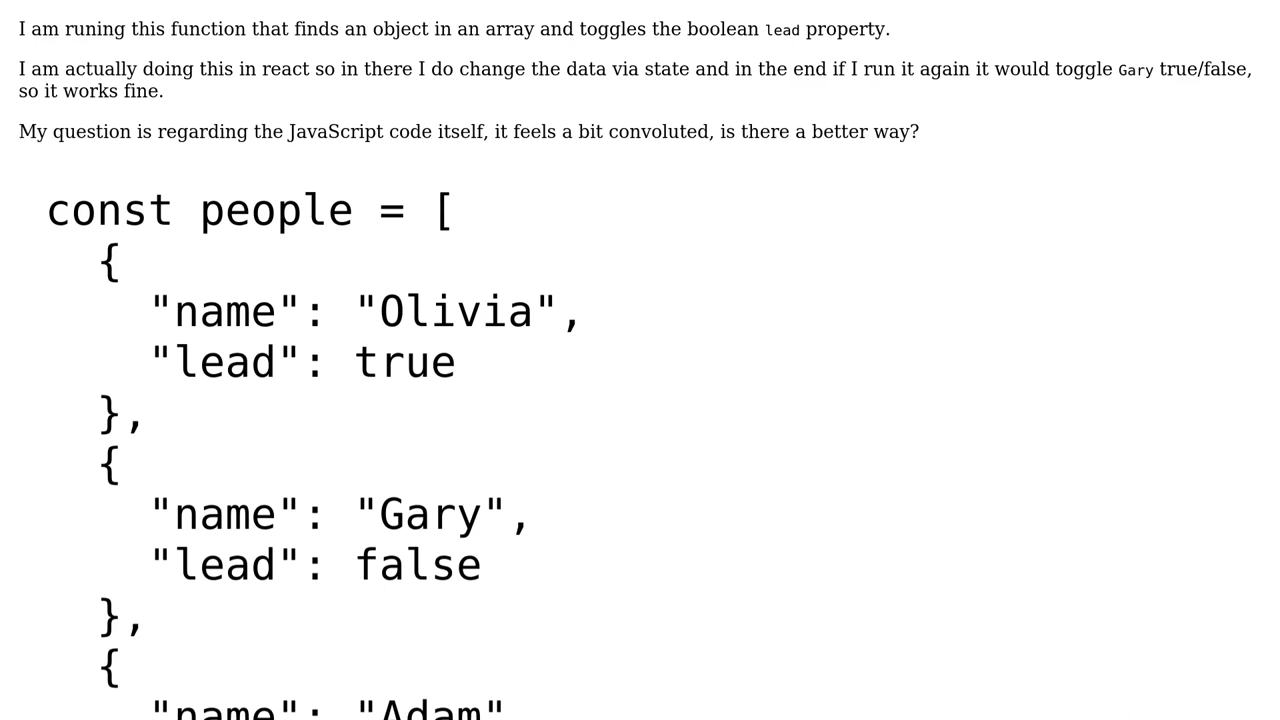 I am runing this function that finds an object in an array and toggles the boolean lead property.
I am actually doing this in react so in there I do change the data via state and in the end if I run it again it would toggle Gary true/false,
so it works fine.
My question is regarding the JavaScript code itself, it feels a bit convoluted, is there a better way?
const people = [
  {
    "name": "Olivia",
    "lead": true
  },
  {
    "name": "Gary",
    "lead": false
  },
  {
    "name": "Adam"